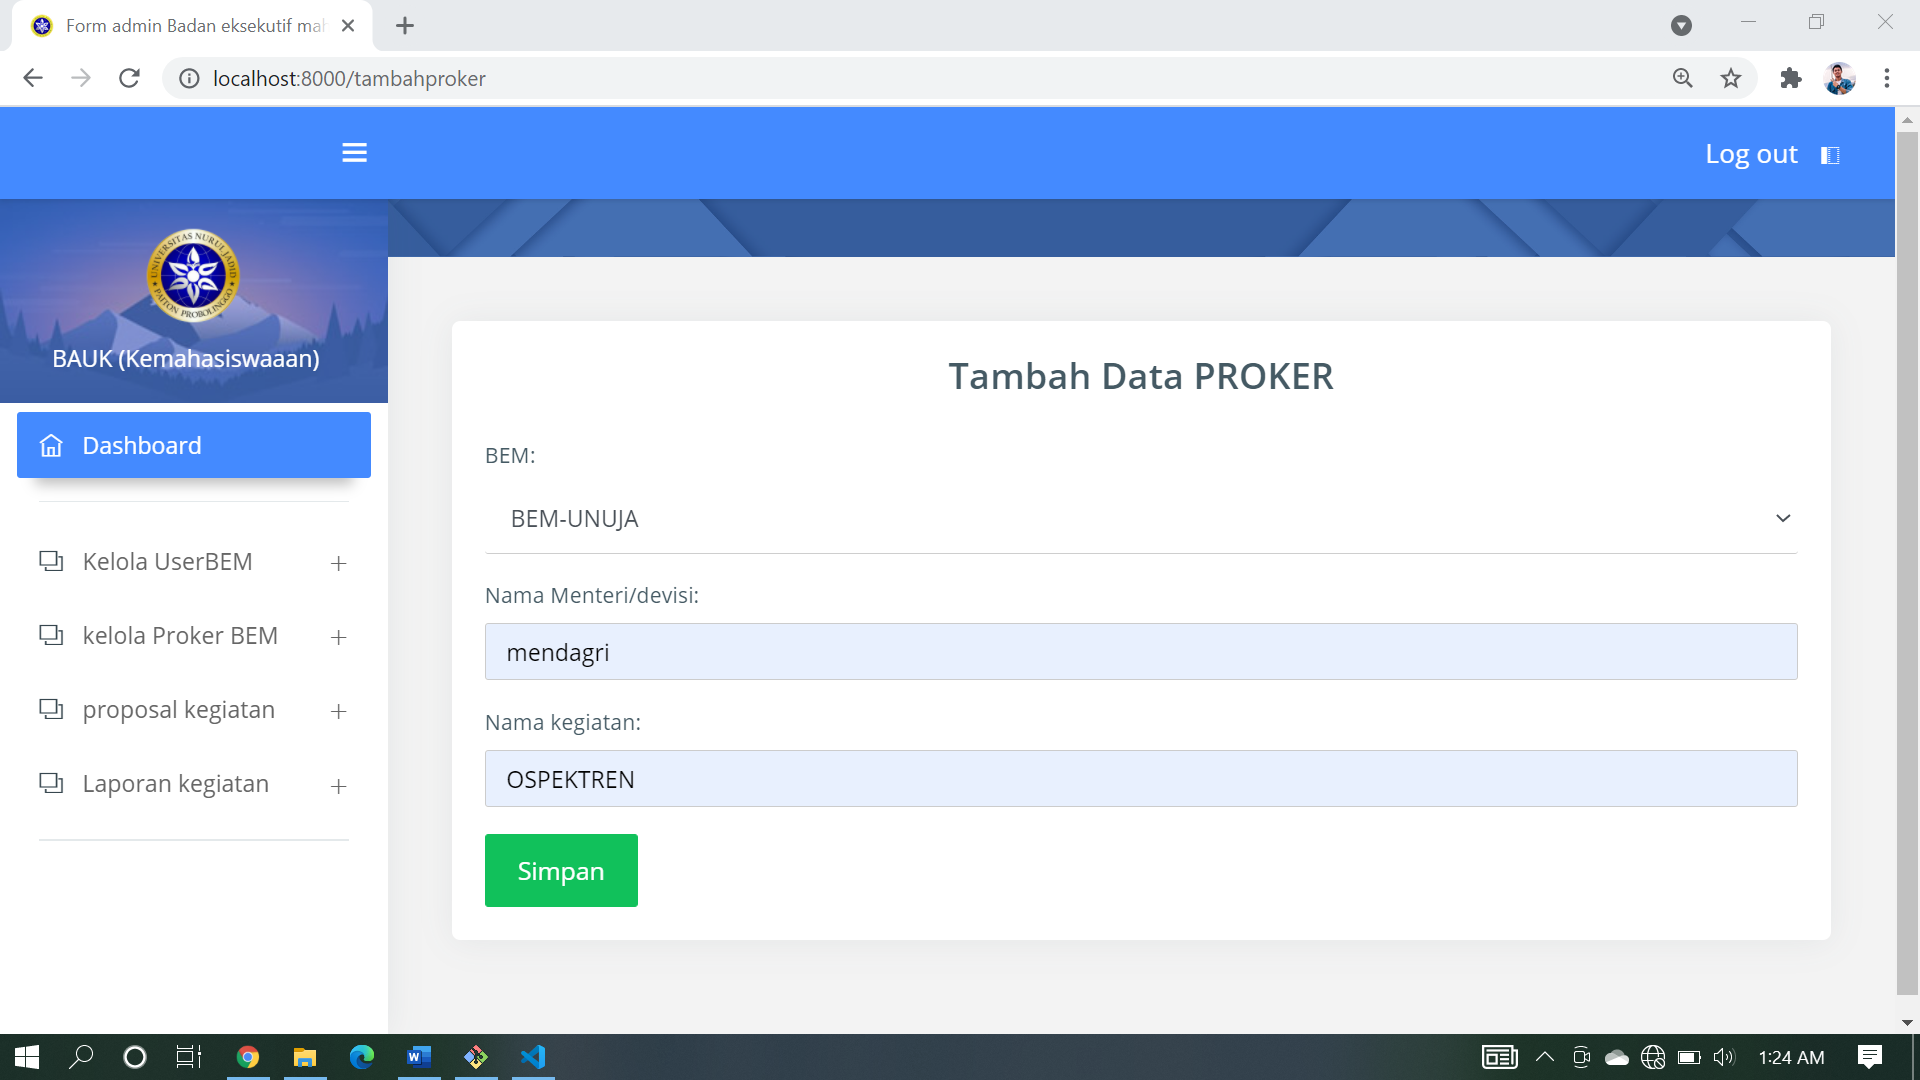 Form admin Badan eksekutif mah
localhost:8000/tambahproker
Log out
UNIVERSITAS NURUL JADID
PAITON PROBOLINGGO
BAUK (Kemahasiswaaan)
Dashboard
Kelola UserBEM
kelola Proker BEM
proposal kegiatan
Laporan kegiatan
Tambah Data PROKER
BEM:
BEM-UNUJA
Nama Menteri/devisi:
mendagri
Nama kegiatan:
OSPEKTREN
Simpan
1:24 AM